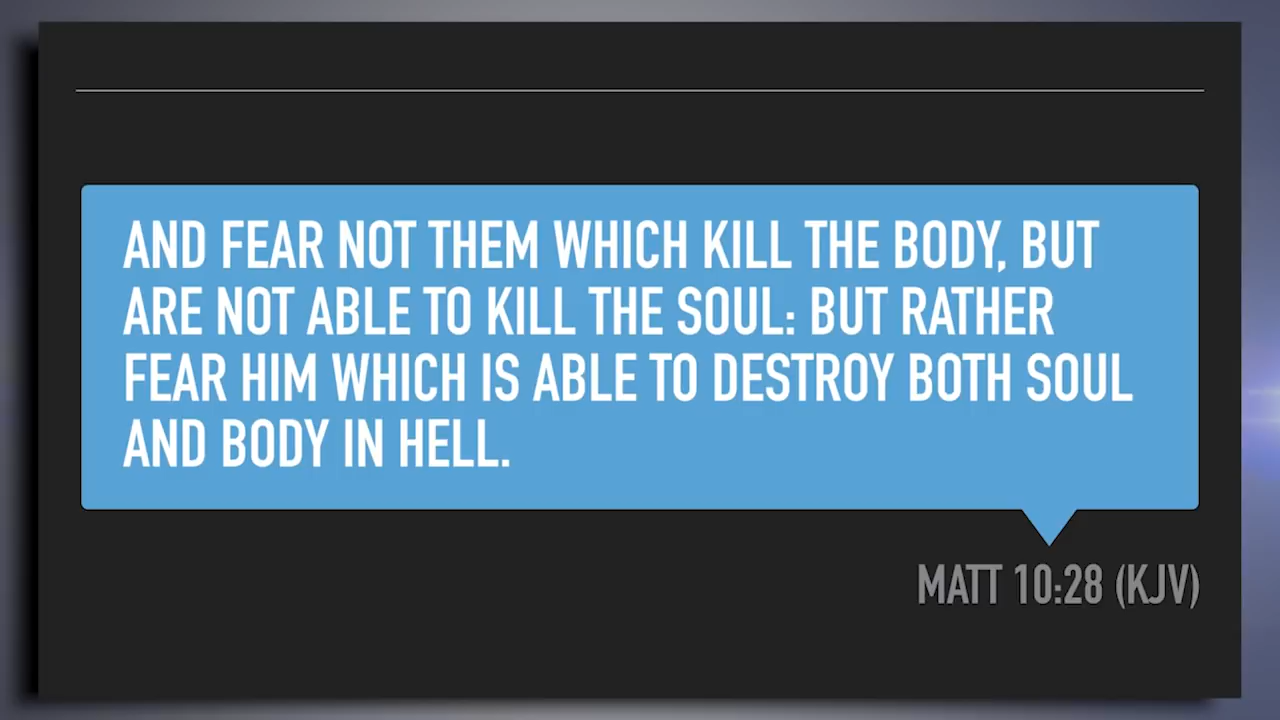 AND FEAR NOT THEM WHICH KILL THE BODY, BUT
ARE NOT ABLE TO KILL THE SOUL: BUT RATHER
FEAR HIM WHICH IS ABLE TO DESTROY BOTH SOUL
AND BODY IN HELL.
MATT 10:28 (KJV)